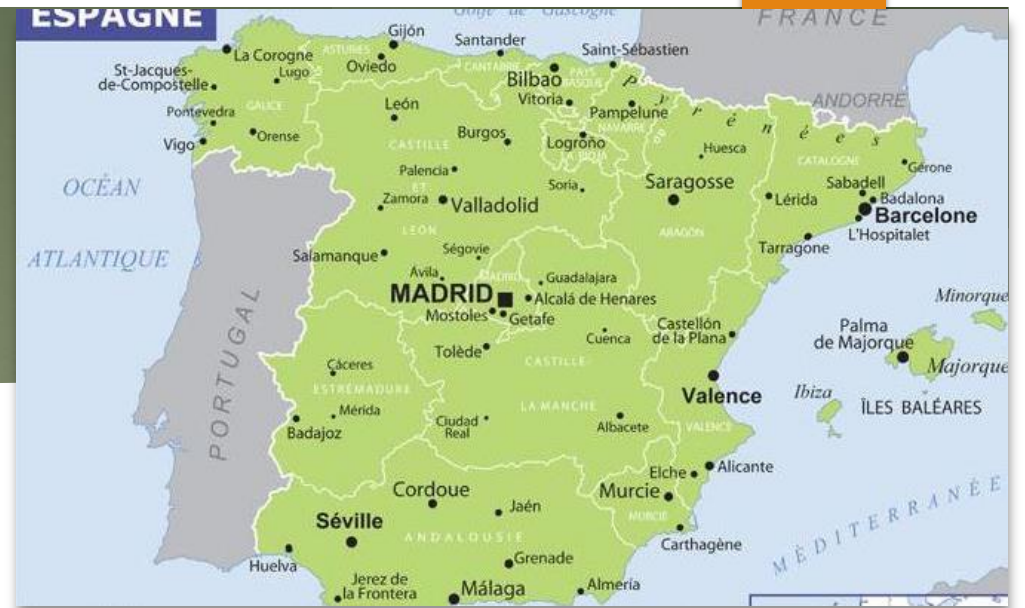 ESPAGNE
Golfe de Gascogne
FRANCE
Gijón
La Corogne
ASTURIES
Santander
Saint-Sébastien
Lugo
Oviedo
CANTABRIE
St-Jacques-
de-Compostelle
Bilbao
PAYS
BASQUE
Pyrénées
ANDORRE
GALICE
León
Vitoria
Pampelune
Pontevedra
NAVARRE
Orense
Burgos
Logroño
LA RIOJA
Huesca
Vigo
CASTILLE
CATALOGNE
Gérone
Palencia
Soria
Saragosse
Sabadell
OCÉAN
ET
Zamora
Valladolid
Lérida
Badalona
Barcelone
LEÓN
ARAGÓN
L'Hospitalet
Tarragone
ATLANTIQUE
Salamanque
Ségovie
Ávila
MADRID
Guadalajara
MADRID
Alcalá de Henares
Minorque
Mostoles
Getafe
Castellón
de la Plana
Palma
de Majorque
Cuenca
Tolède
CASTILLE-
Majorque
PORTUGAL
Cáceres
ESTRÉMADURE
Valence
Ibiza
LA MANCHE
ÎLES BALÉARES
Mérida
Badajoz
Ciudad
Real
Albacete
VALENCE
Elche
Alicante
Cordoue
Murcie
Jaén
MURCIE
MÉDITERRANÉE
Séville
ANDALOUSIE
Carthagène
Huelva
Grenade
Jerez de
la Frontera
Málaga
Almería